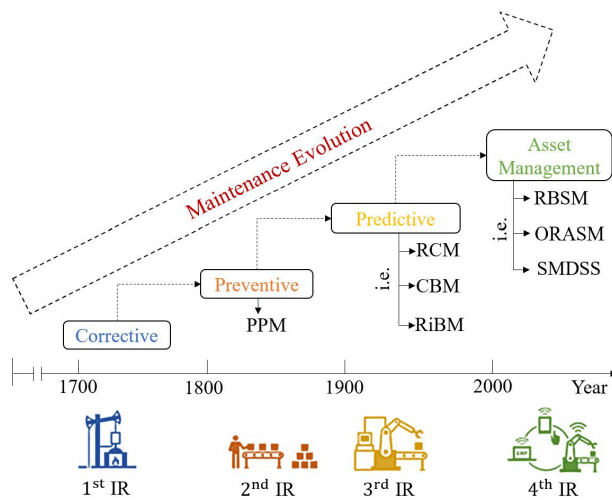 Maintenance Evolution
Asset
Management
RBSM
i.e.
ORASM
SMDSS
Predictive
RCM
i.e.
CBM
RiBM
Preventive
PPM
Corrective
1700
1800
1900
2000
Year
ERP
1st IR
2nd IR
3rd IR
4th IR